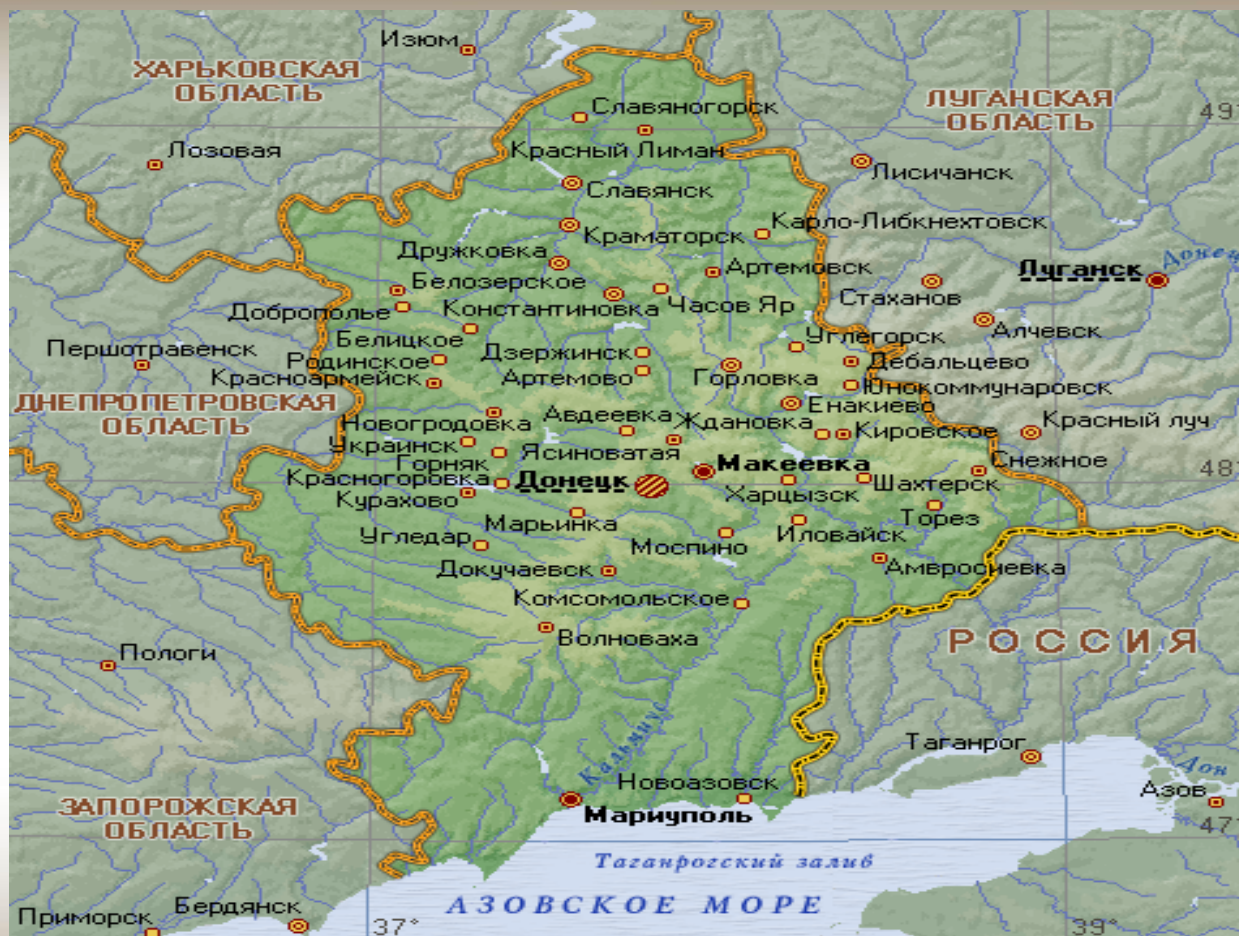 Изюм
ХАРЬКОВСКАЯ
ОБЛАСТЬ
Славяногорск
ЛУГАНСКАЯ
ОБЛАСТЬ
49°
Лозовая
Красный Лиман
Лисичанск
Славянск
Карло-Либкнехтовск
Краматорск
Дружковка
Артемовск
Луганск
Донец
Белозерское
Стаханов
Доброполье
Константиновка
Часов Яр
Алчевск
Белицкое
Углегорск
Першотравенск
Родинское
Дзержинск
Дебальцево
Красноармейск
Артемово
Горловка
Юнокоммунаровск
ДНЕПРОПЕТРОВСКАЯ
ОБЛАСТЬ
Новогродовка
Авдеевка
Ждановка
Енакиево
Красный луч
Украинск
Ясиноватая
Кировское
Горняк
Макеевка
Снежное
48°
Красногоровка
Донецк
Харцызск
Шахтерск
Курахово
Марьинка
Торез
Угледар
Моспино
Иловайск
Докучаевск
Амвросиевка
Комсомольское
Волноваха
РОССИЯ
Пологи
Кальмиус
Таганрог
Дон
Новоазовск
Азов
ЗАПОРОЖСКАЯ
ОБЛАСТЬ
Мариуполь
47°
Таганрогский залив
АЗОВСКОЕ МОРЕ
Бердянск
Приморск
37°
39°